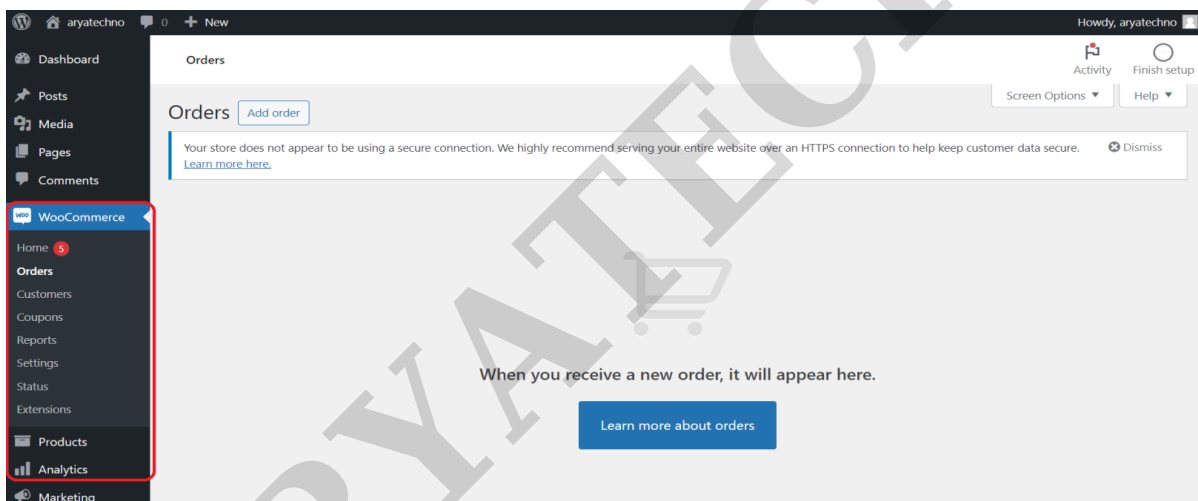 aryatechno 0 + New Howdy, aryatechno
Dashboard
Posts
Media
Pages
Comments
WOO WooCommerce
Home 5
Orders
Customers
Coupons
Reports
Settings
Status
Extensions
Products
Analytics
Marketing
Orders
Activity Finish setup
Screen Options ▼ Help ▼
Orders Add order
Your store does not appear to be using a secure connection. We highly recommend serving your entire website over an HTTPS connection to help keep customer data secure. Dismiss
Learn more here.
When you receive a new order, it will appear here.
Learn more about orders
RYATEC